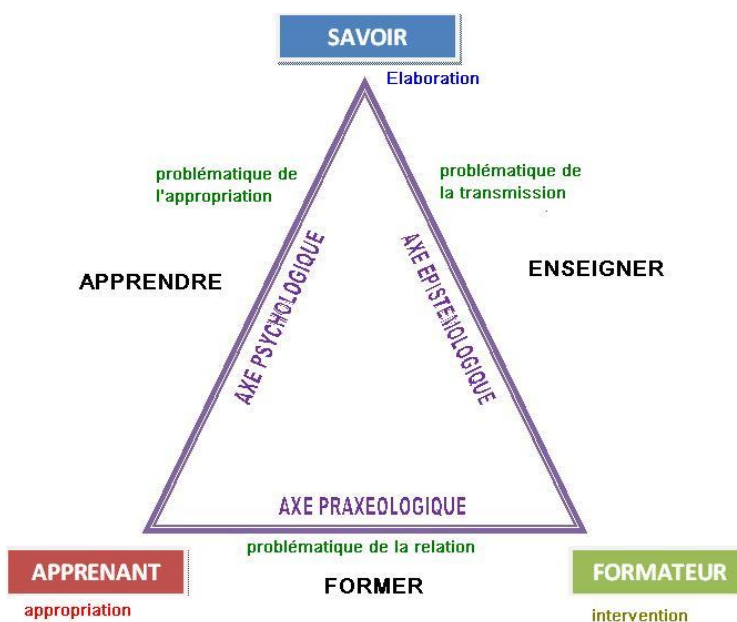 SAVOIR
Elaboration
problématique de
l'appropriation
problématique de
la transmission
APPRENDRE
ENSEIGNER
AXE PSYCHOLOGIQUE
AXE EPISTEMOLOGIQUE
AXE PRAXEOLOGIQUE
problématique de la relation
APPRENANT
FORMER
FORMATEUR
appropriation
intervention